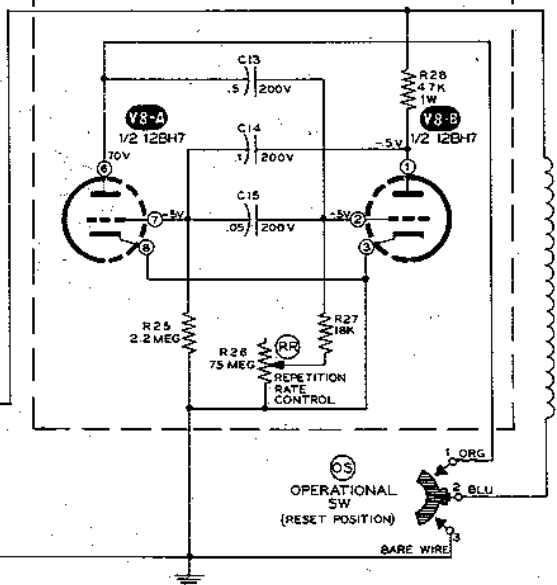 C13
.5 200V
R28
47K
1W
V8-A
1/2 12BH7
V8-B
1/2 12BH7
C14
.1 200V
-.5V
70V
6
1
C15
.05 200V
7
-5V
-5V
2
8
3
R25
2.2 MEG
R26
75 MEG
RR
R27
18K
REPETITION
RATE
CONTROL
OS
OPERATIONAL
SW
(RESET POSITION)
1 ORG
2 BLU
3
BARE WIRE